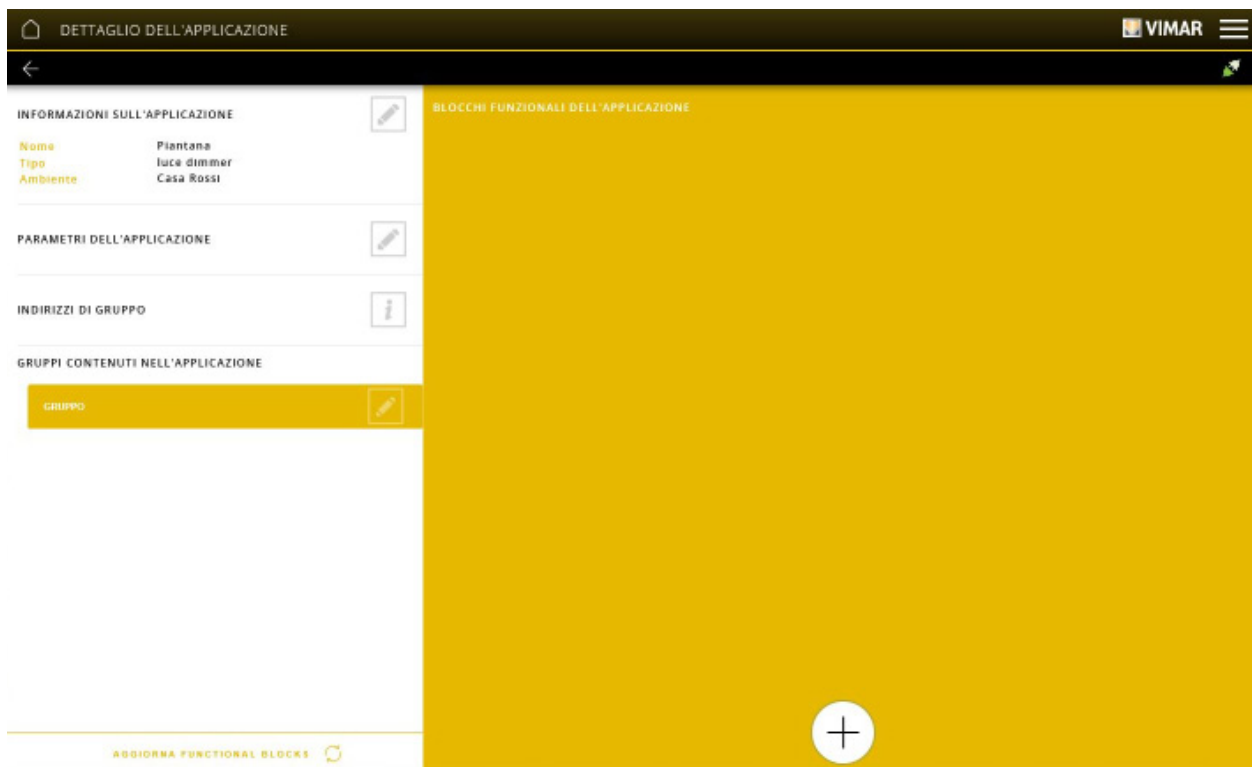 DETTAGLIO DELL'APPLICAZIONE
VIMAR
INFORMAZIONI SULL'APPLICAZIONE
Nome Piantana
Tipo luce dimmer
Ambiente Casa Rossi
PARAMETRI DELL'APPLICAZIONE
INDIRIZZI DI GRUPPO
GRUPPI CONTENUTI NELL'APPLICAZIONE
GRUPPO
AGGIORNA FUNCTIONAL BLOCKS
BLOCCHI FUNZIONALI DELL'APPLICAZIONE